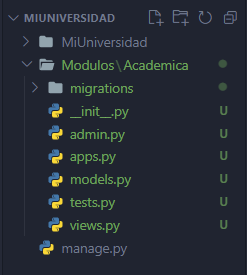 MIUNIVERSIDAD
MiUniversidad
Modulos\Academica
migrations
__init__.py U
admin.py U
apps.py U
models.py U
tests.py U
views.py U
manage.py